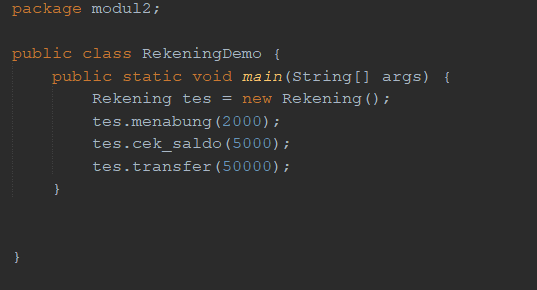 package modul2;
public class RekeningDemo {
public static void main(String[] args) {
Rekening tes = new Rekening();
tes.menabung(2000);
tes.cek_saldo(5000);
tes.transfer(50000);
}
}